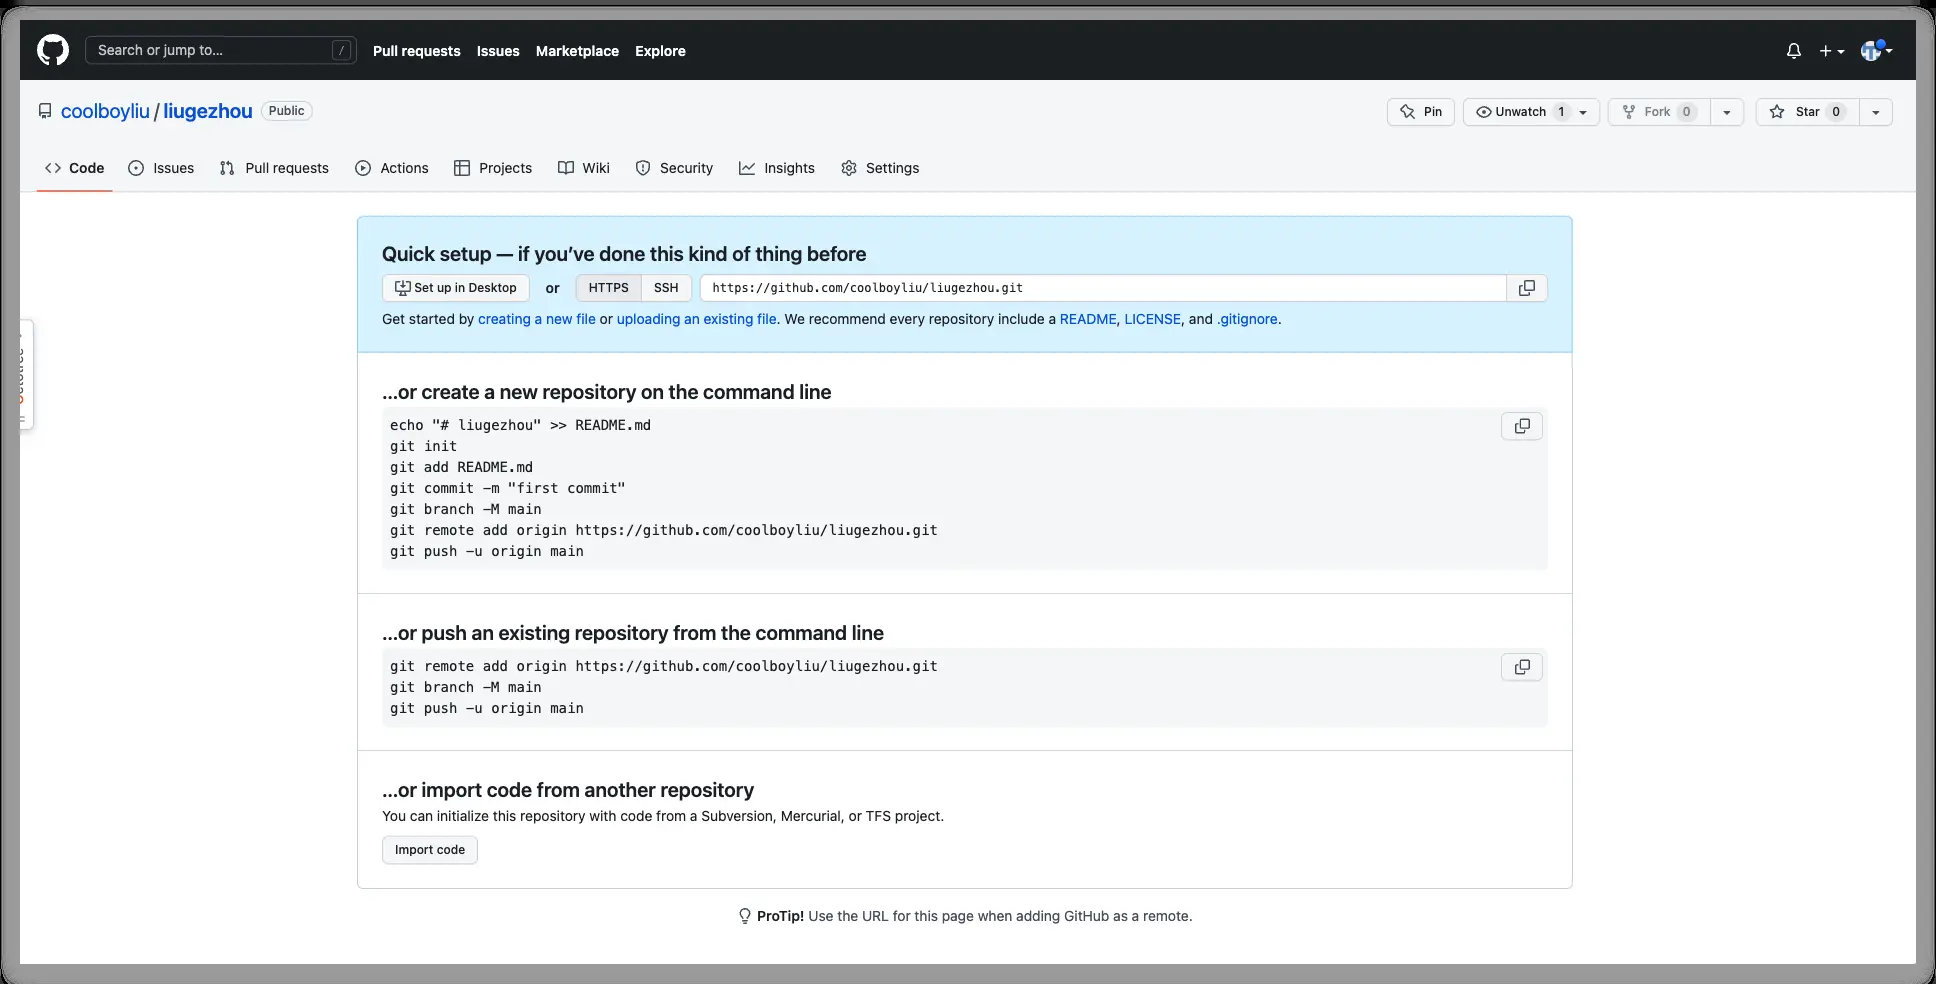 Search or jump to... /
Pull requests Issues Marketplace Explore
coolboyliu / liugezhou Public
Pin Unwatch 1 Fork 0 Star 0
Code Issues Pull requests Actions Projects Wiki Security Insights Settings
Quick setup — if you’ve done this kind of thing before
Set up in Desktop or HTTPS SSH https://github.com/coolboyliu/liugezhou.git
Get started by creating a new file or uploading an existing file. We recommend every repository include a README, LICENSE, and .gitignore.
...or create a new repository on the command line
echo "# liugezhou" >> README.md
git init
git add README.md
git commit -m "first commit"
git branch -M main
git remote add origin https://github.com/coolboyliu/liugezhou.git
git push -u origin main
...or push an existing repository from the command line
git remote add origin https://github.com/coolboyliu/liugezhou.git
git branch -M main
git push -u origin main
...or import code from another repository
You can initialize this repository with code from a Subversion, Mercurial, or TFS project.
Import code
ProTip! Use the URL for this page when adding GitHub as a remote.